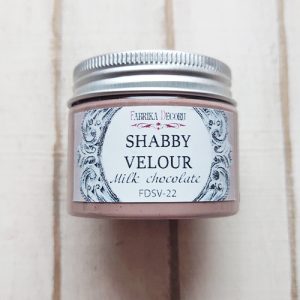 FABRIKA DECORU
SHABBY
VELOUR
Milk chocolate
FDSV-22